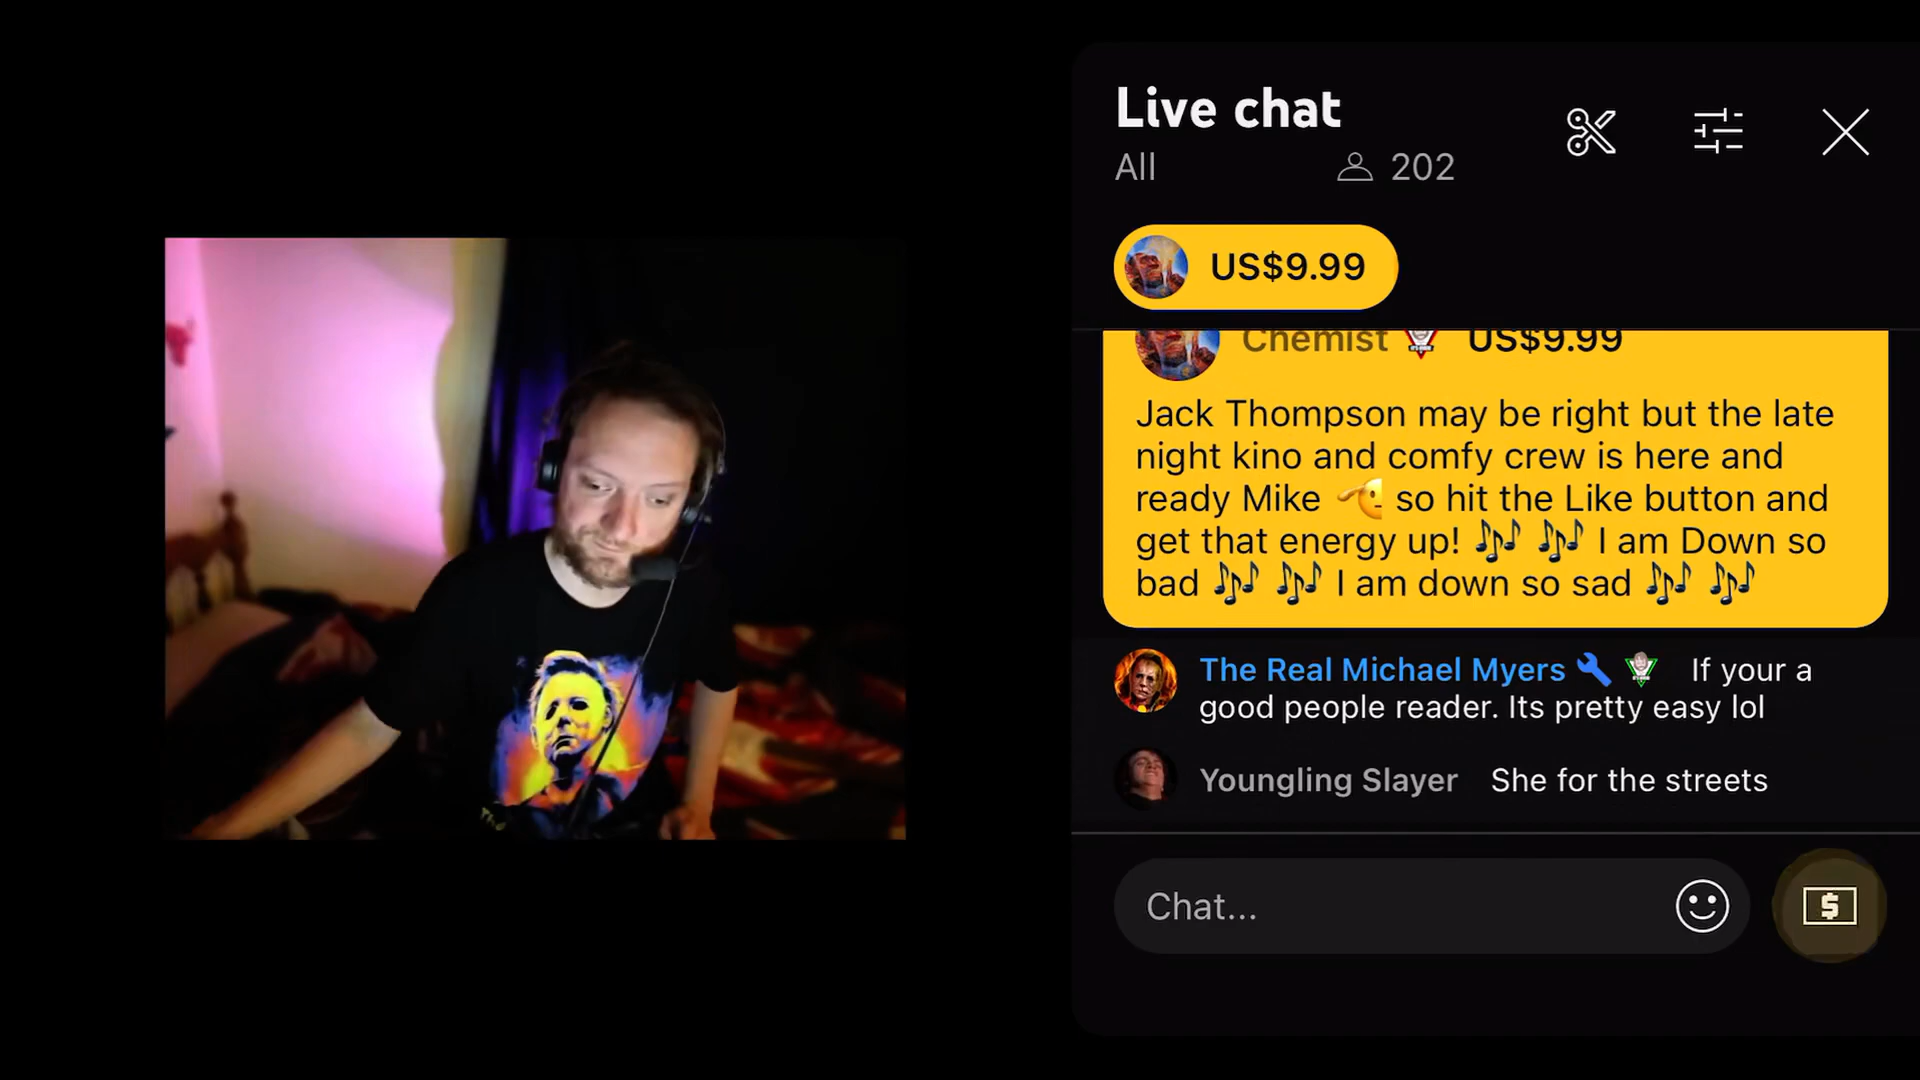 Live chat
All 202
US$9.99
Chemist US$9.99
Jack Thompson may be right but the late
night kino and comfy crew is here and
ready Mike 🫡 so hit the Like button and
get that energy up! 🎶 🎶 I am Down so
bad 🎶 🎶 I am down so sad 🎶 🎶
The Real Michael Myers If your a
good people reader. Its pretty easy lol
Youngling Slayer She for the streets
Chat...